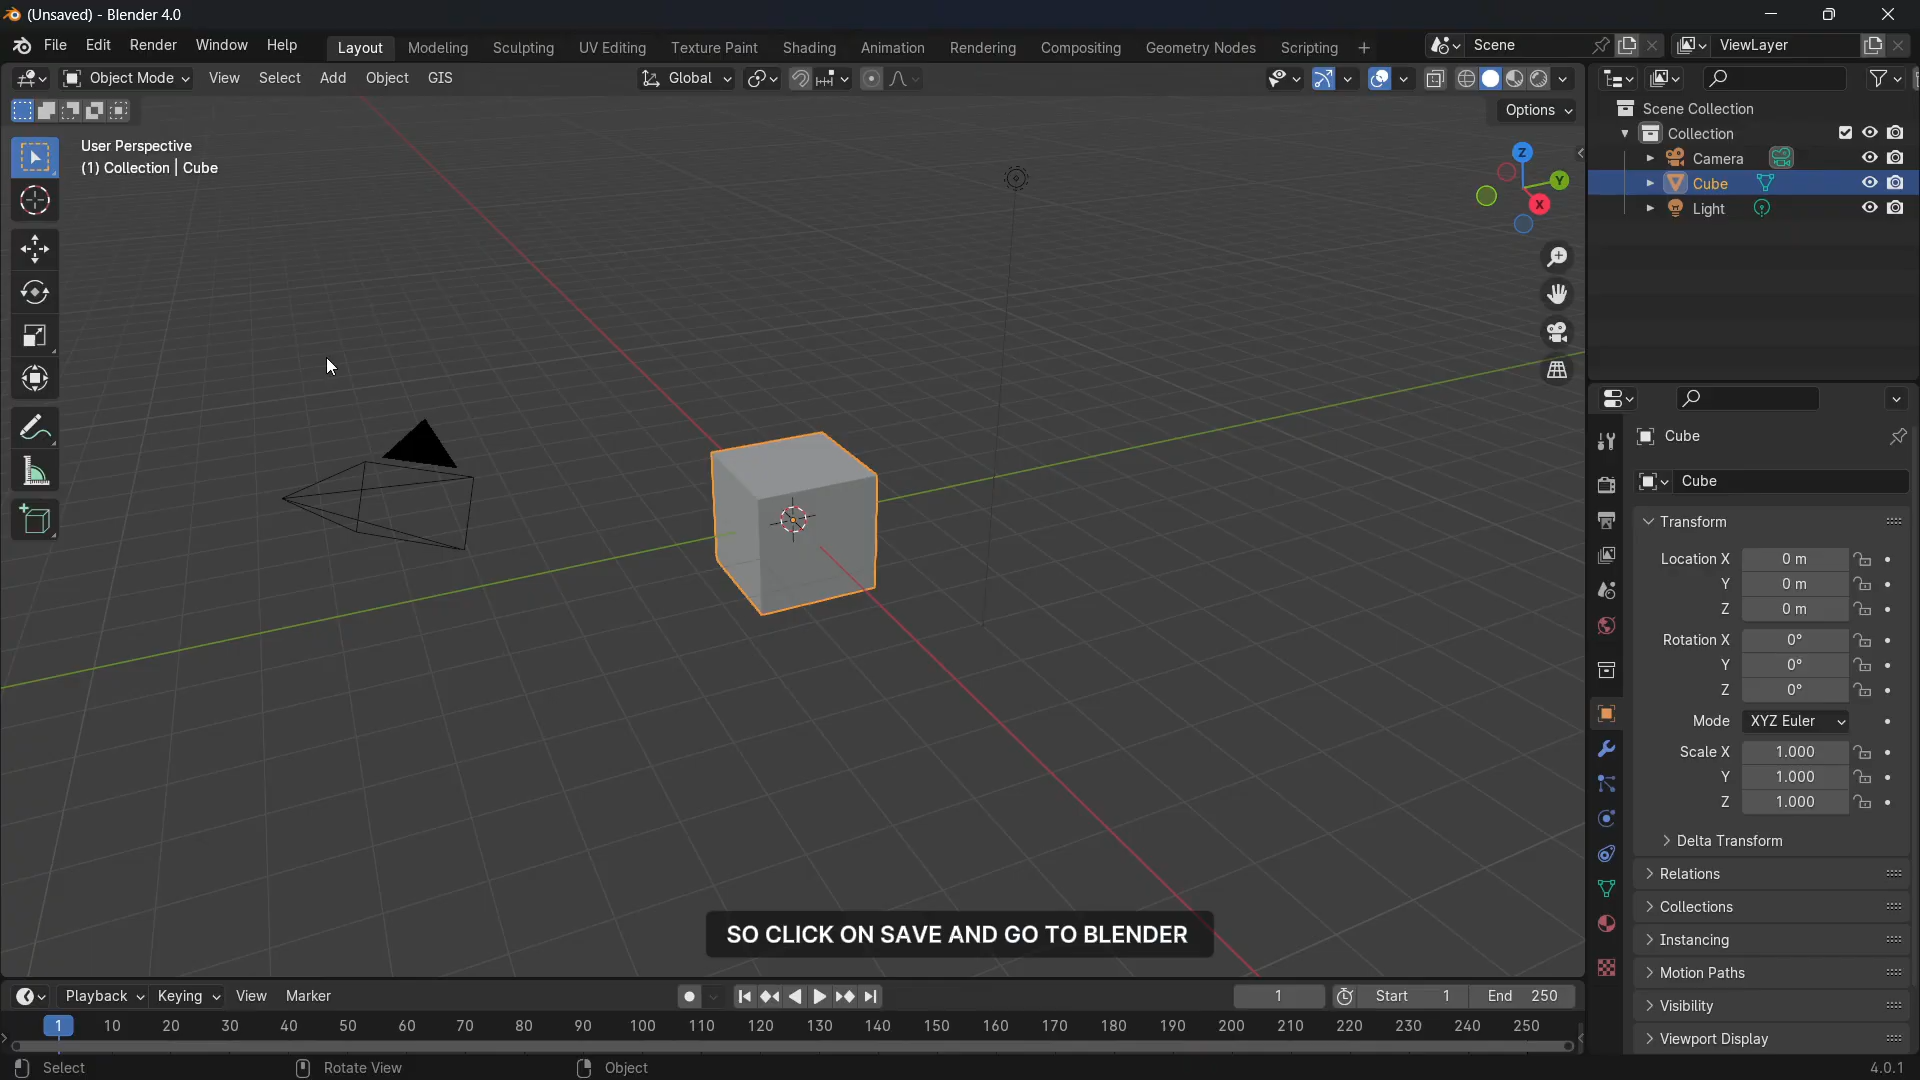 (Unsaved) - Blender 4.0
File Edit Render Window Help
Layout Modeling Sculpting UV Editing Texture Paint Shading Animation Rendering Compositing Geometry Nodes Scripting +
Scene
ViewLayer
Object Mode View Select Add Object GIS
Global
Options
User Perspective
(1) Collection | Cube
Z
Y
X
Scene Collection
Collection
Camera
Cube
Light
Cube
Cube
Transform
Location X 0 m
Y 0 m
Z 0 m
Rotation X 0°
Y 0°
Z 0°
Mode XYZ Euler
Scale X 1.000
Y 1.000
Z 1.000
Delta Transform
Relations
Collections
Instancing
Motion Paths
Visibility
Viewport Display
SO CLICK ON SAVE AND GO TO BLENDER
Playback Keying View Marker
1 Start 1 End 250
1 10 20 30 40 50 60 70 80 90 100 110 120 130 140 150 160 170 180 190 200 210 220 230 240 250
Select Rotate View Object
4.0.1